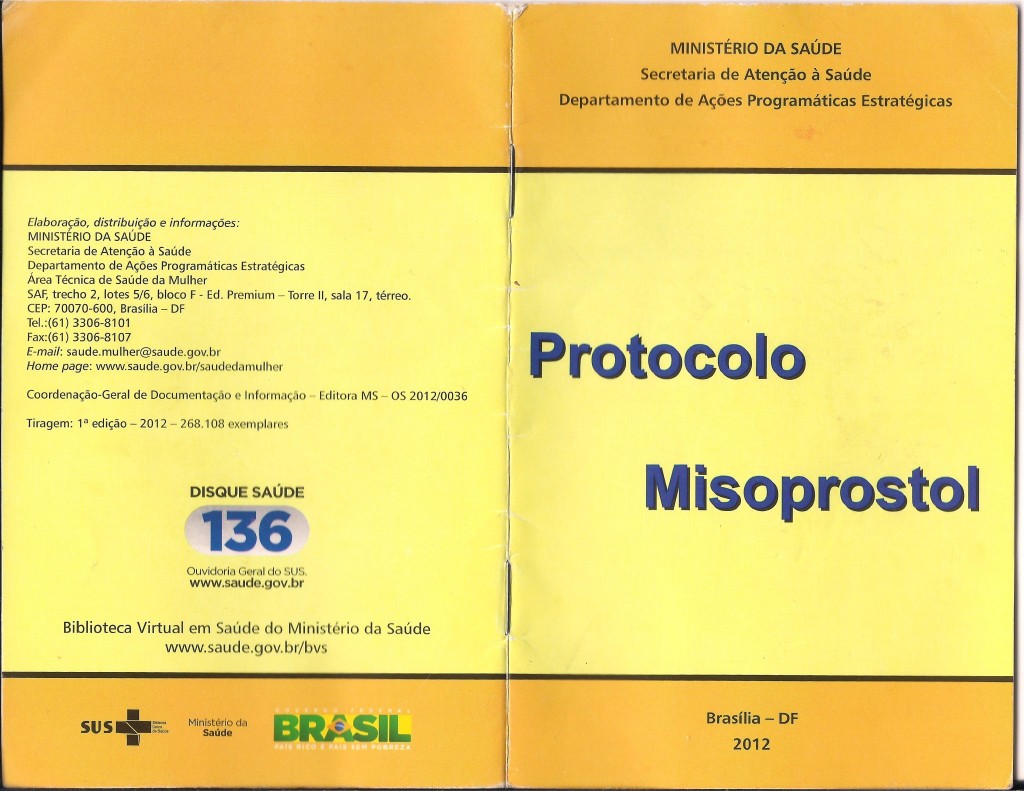 Elaboração, distribuição e informações:
MINISTÉRIO DA SAÚDE
Secretaria de Atenção à Saúde
Departamento de Ações Programáticas Estratégicas
Área Técnica de Saúde da Mulher
SAF, trecho 2, lotes 5/6, bloco F - Ed. Premium – Torre II, sala 17, térreo.
CEP: 70070-600, Brasília – DF
Tel.:(61) 3306-8101
Fax:(61) 3306-8107
E-mail: saude.mulher@saude.gov.br
Home page: www.saude.gov.br/saudedamulher
Coordenação-Geral de Documentação e Informação – Editora MS – OS 2012/0036
Tiragem: 1ª edição – 2012 – 268.108 exemplares
DISQUE SAÚDE
136
Ouvidoria Geral do SUS.
www.saude.gov.br
Biblioteca Virtual em Saúde do Ministério da Saúde
www.saude.gov.br/bvs
SUS
Sistema
Único
de Saúde
Ministério da
Saúde
GOVERNO FEDERAL
BRASIL
PAÍS RICO É PAÍS SEM POBREZA
MINISTÉRIO DA SAÚDE
Secretaria de Atenção à Saúde
Departamento de Ações Programáticas Estratégicas
Protocolo
Misoprostol
Brasília – DF
2012